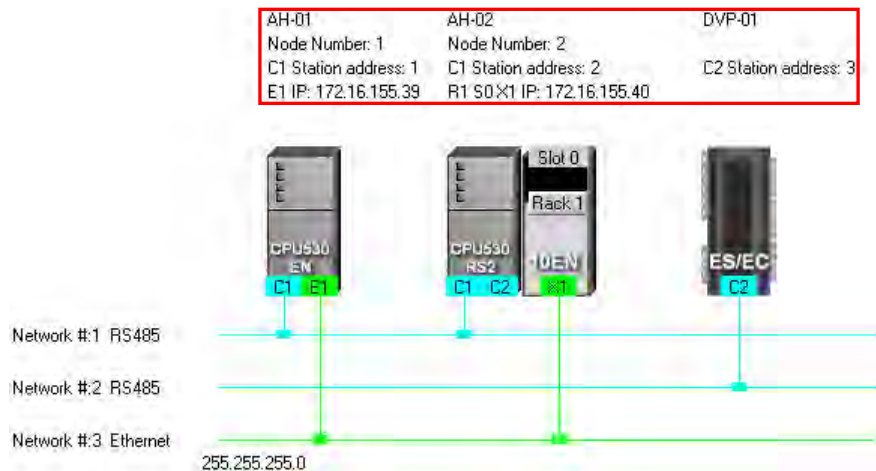 AH-01 AH-02 DVP-01
Node Number: 1 Node Number: 2
C1 Station address: 1 C1 Station address: 2 C2 Station address: 3
E1 IP: 172.16.155.39 R1 S0 X1 IP: 172.16.155.40
Slot 0
Rack 1
CPU530 CPU530 10EN ES/EC
EN RS2
C1 E1 C1 C2 X1 C2
Network #:1 RS485
Network #:2 RS485
Network #:3 Ethernet
255.255.255.0